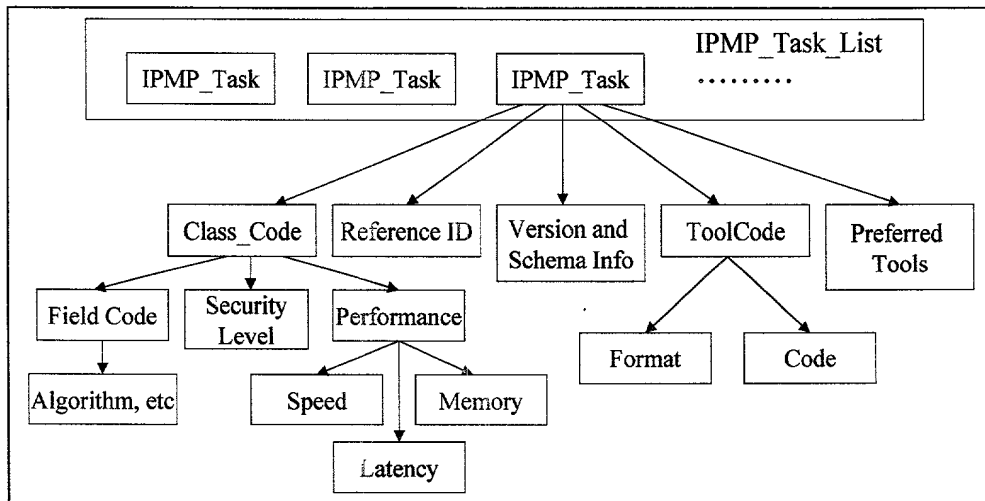 IPMP_Task_List
.........
IPMP_Task
IPMP_Task
IPMP_Task
Class_Code
Reference ID
Version and
Schema Info
ToolCode
Preferred
Tools
Field Code
Security
Level
Performance
Format
Code
Algorithm, etc
Speed
Memory
Latency